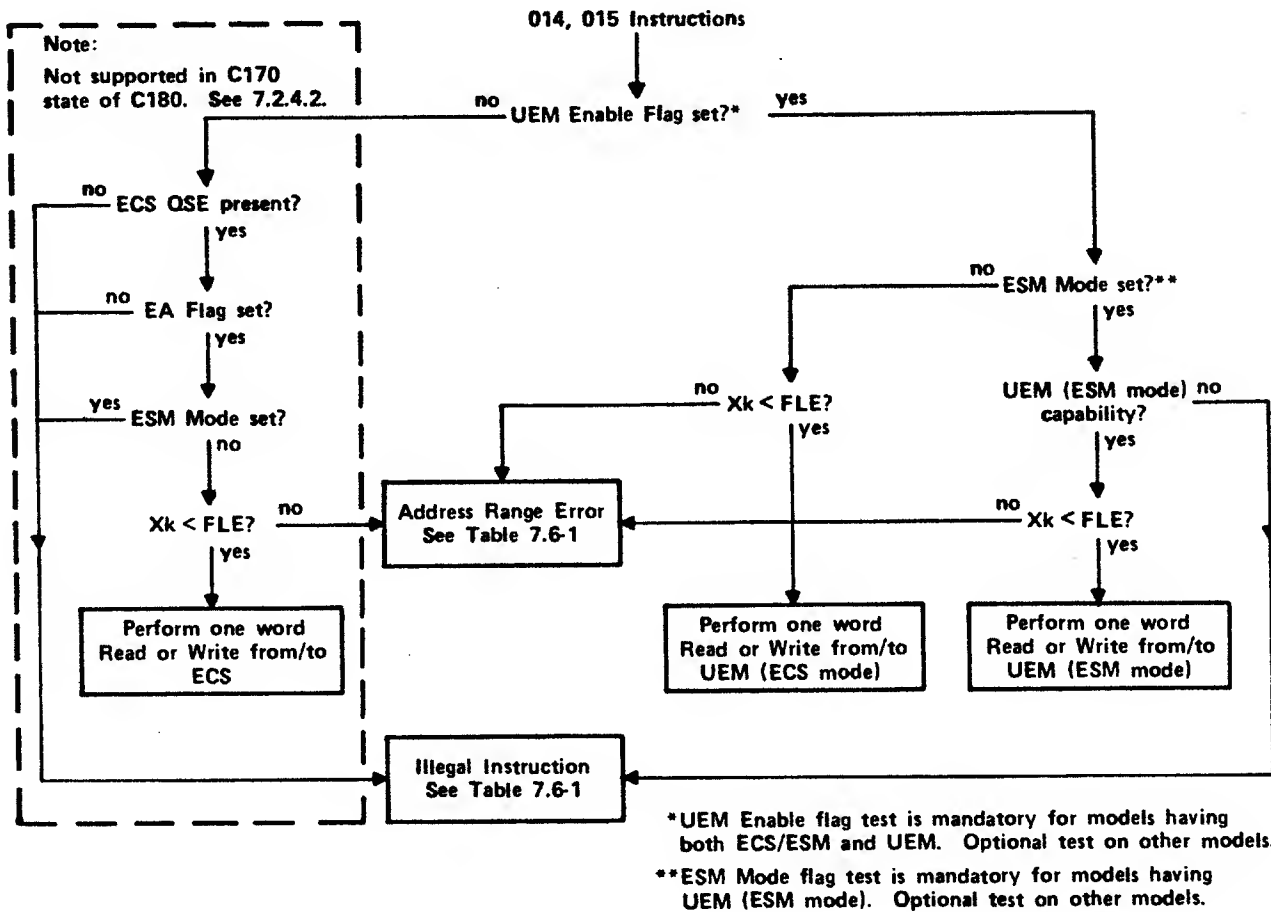 014, 015 Instructions
Note:
Not supported in C170
state of C180. See 7.2.4.2.
no
UEM Enable Flag set?*
yes
no
ECS QSE present?
yes
no
EA Flag set?
yes
yes
ESM Mode set?
no
Xk < FLE?
no
yes
Perform one word
Read or Write from/to
ECS
no
ESM Mode set?**
yes
no
Xk < FLE?
yes
UEM (ESM mode)
capability?
no
yes
Address Range Error
See Table 7.6-1
no
Xk < FLE?
yes
Perform one word
Read or Write from/to
UEM (ECS mode)
Perform one word
Read or Write from/to
UEM (ESM mode)
Illegal Instruction
See Table 7.6-1
*UEM Enable flag test is mandatory for models having
both ECS/ESM and UEM. Optional test on other models.
**ESM Mode flag test is mandatory for models having
UEM (ESM mode). Optional test on other models.